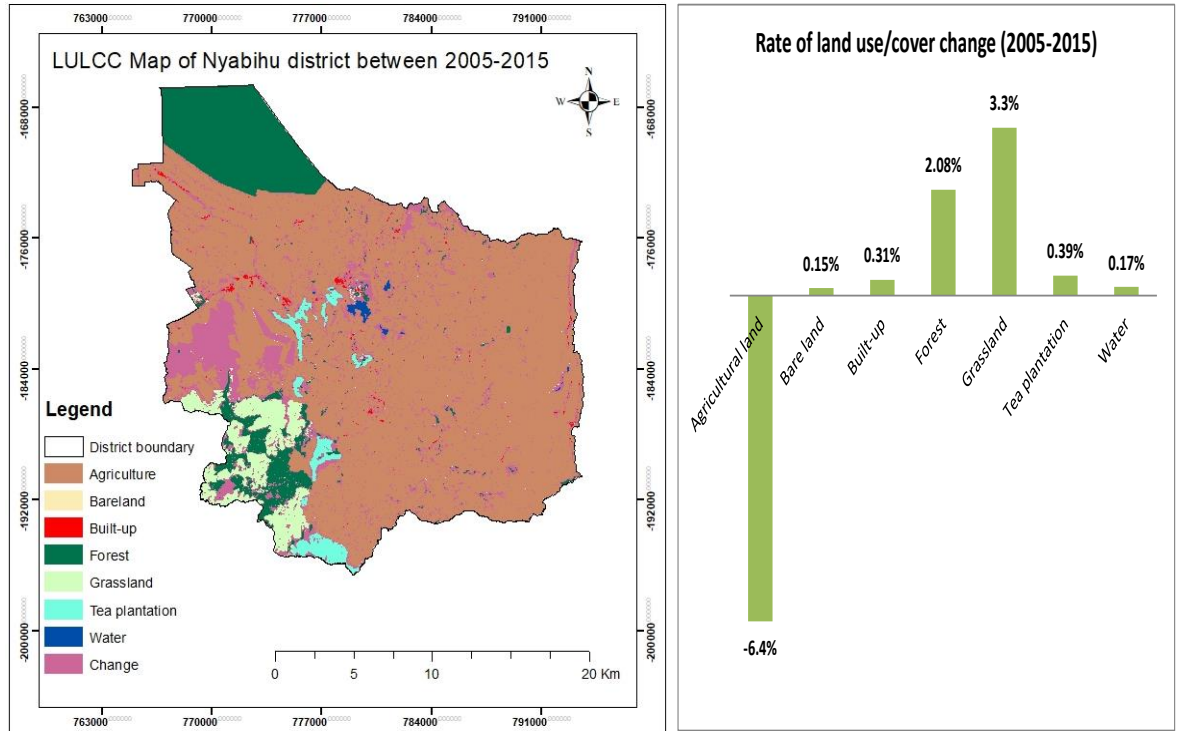 763000 770000 777000 784000 791000
LULCC Map of Nyabihu district between 2005-2015
N
W E
S
-168000
-176000
-184000
-192000
-200000
-168000
-176000
-184000
-192000
-200000
Legend
District boundary
Agriculture
Bareland
Built-up
Forest
Grassland
Tea plantation
Water
Change
0 5 10 20 Km
763000 770000 777000 784000 791000
Rate of land use/cover change (2005-2015)
3.3%
2.08%
0.15%
0.31%
0.39%
0.17%
-6.4%
Agricultural land
Bare land
Built-up
Forest
Grassland
Tea plantation
Water